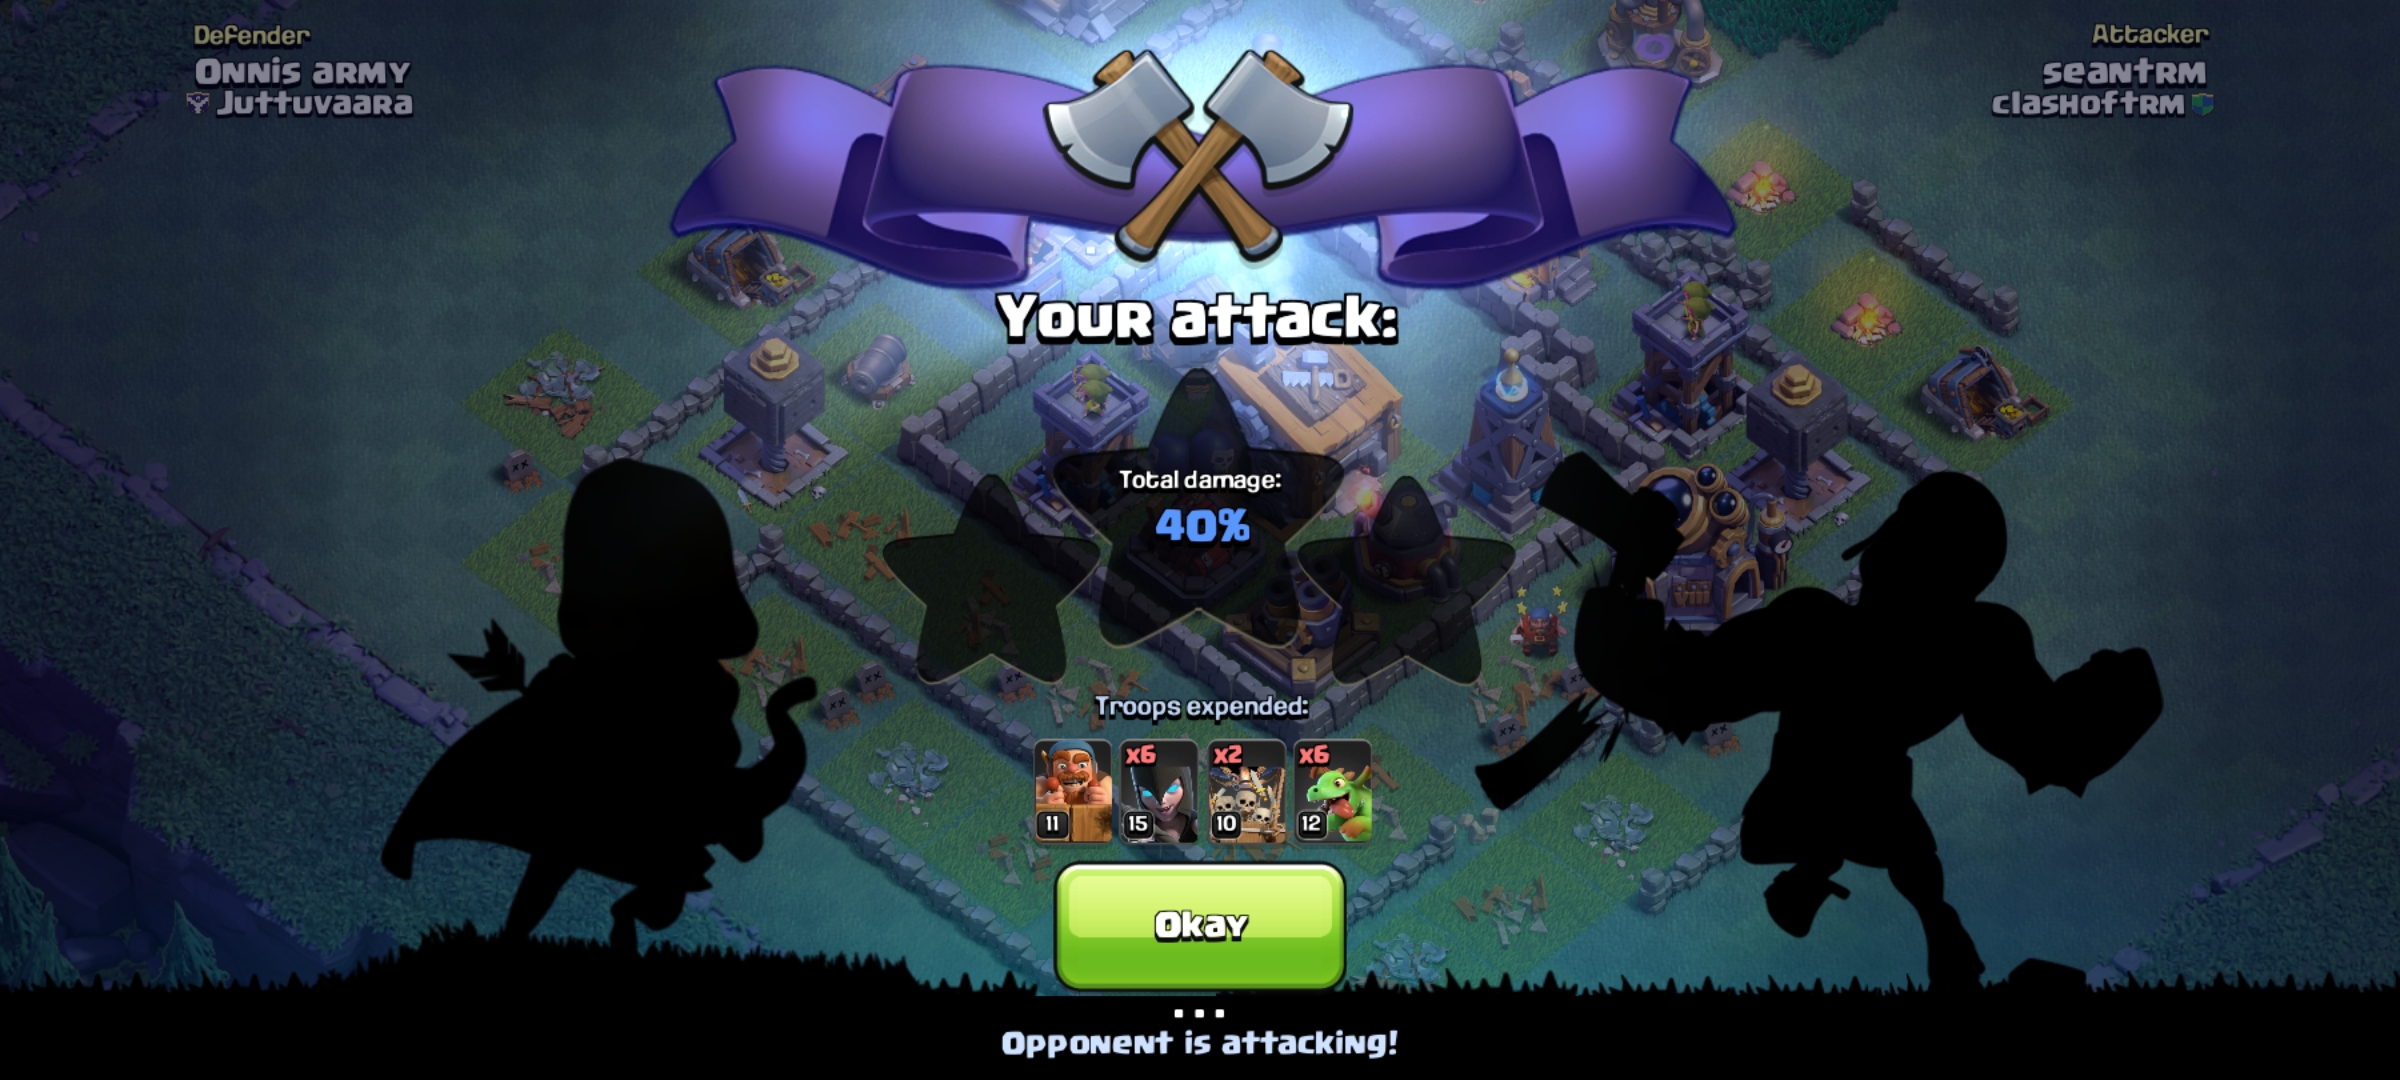 Defender
Onnis army
Juttuvaara
Attacker
seantrm
clashoftrm
Your attack:
Total damage:
40%
Troops expended:
x6
x2
x6
11
15
10
12
Okay
...
Opponent is attacking!